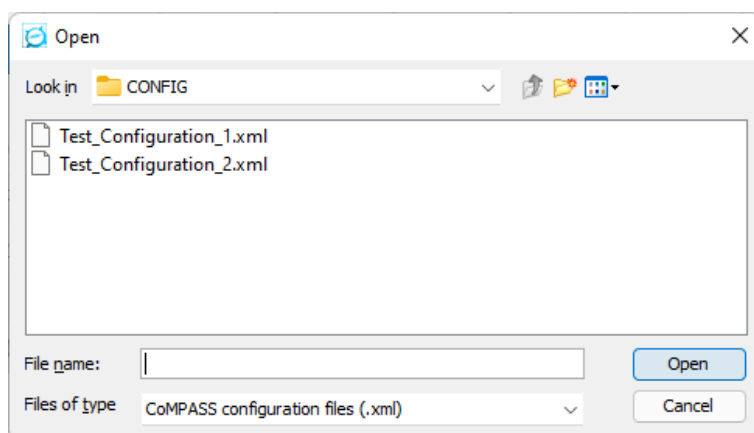 Open
Look in CONFIG
Test_Configuration_1.xml
Test_Configuration_2.xml
File name: Open
Files of type CoMPASS configuration files (.xml) Cancel